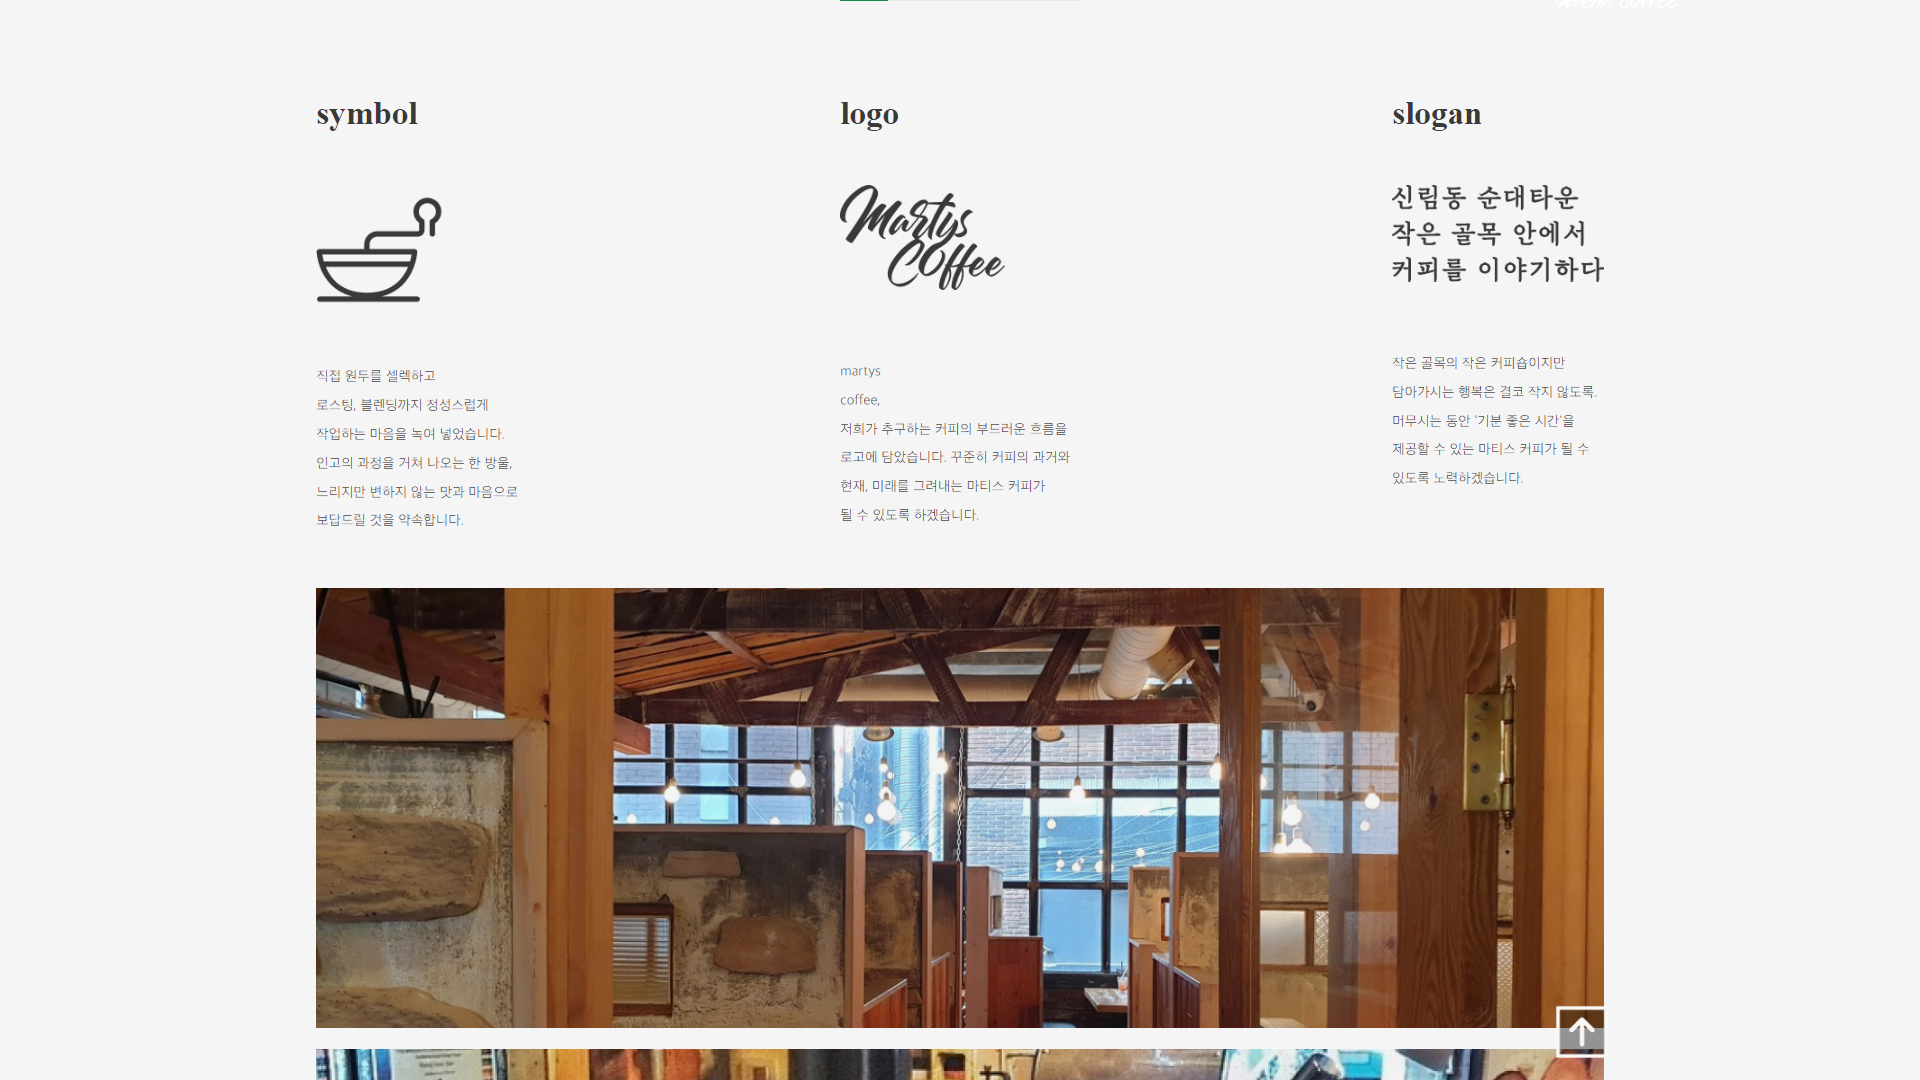 symbol
직접 원두를 셀렉하고
로스팅, 블렌딩까지 정성스럽게
작업하는 마음을 녹여 넣었습니다.
인고의 과정을 거쳐 나오는 한 방울,
느리지만 변하지 않는 맛과 마음으로
보답드릴 것을 약속합니다.
logo
Martys
Coffee
martys
coffee,
저희가 추구하는 커피의 부드러운 흐름을
로고에 담았습니다. 꾸준히 커피의 과거와
현재, 미래를 그려내는 마티스 커피가
될 수 있도록 하겠습니다.
slogan
신림동 순대타운
작은 골목 안에서
커피를 이야기하다
작은 골목의 작은 커피숍이지만
담아가시는 행복은 결코 작지 않도록.
머무시는 동안 '기분 좋은 시간'을
제공할 수 있는 마티스 커피가 될 수
있도록 노력하겠습니다.